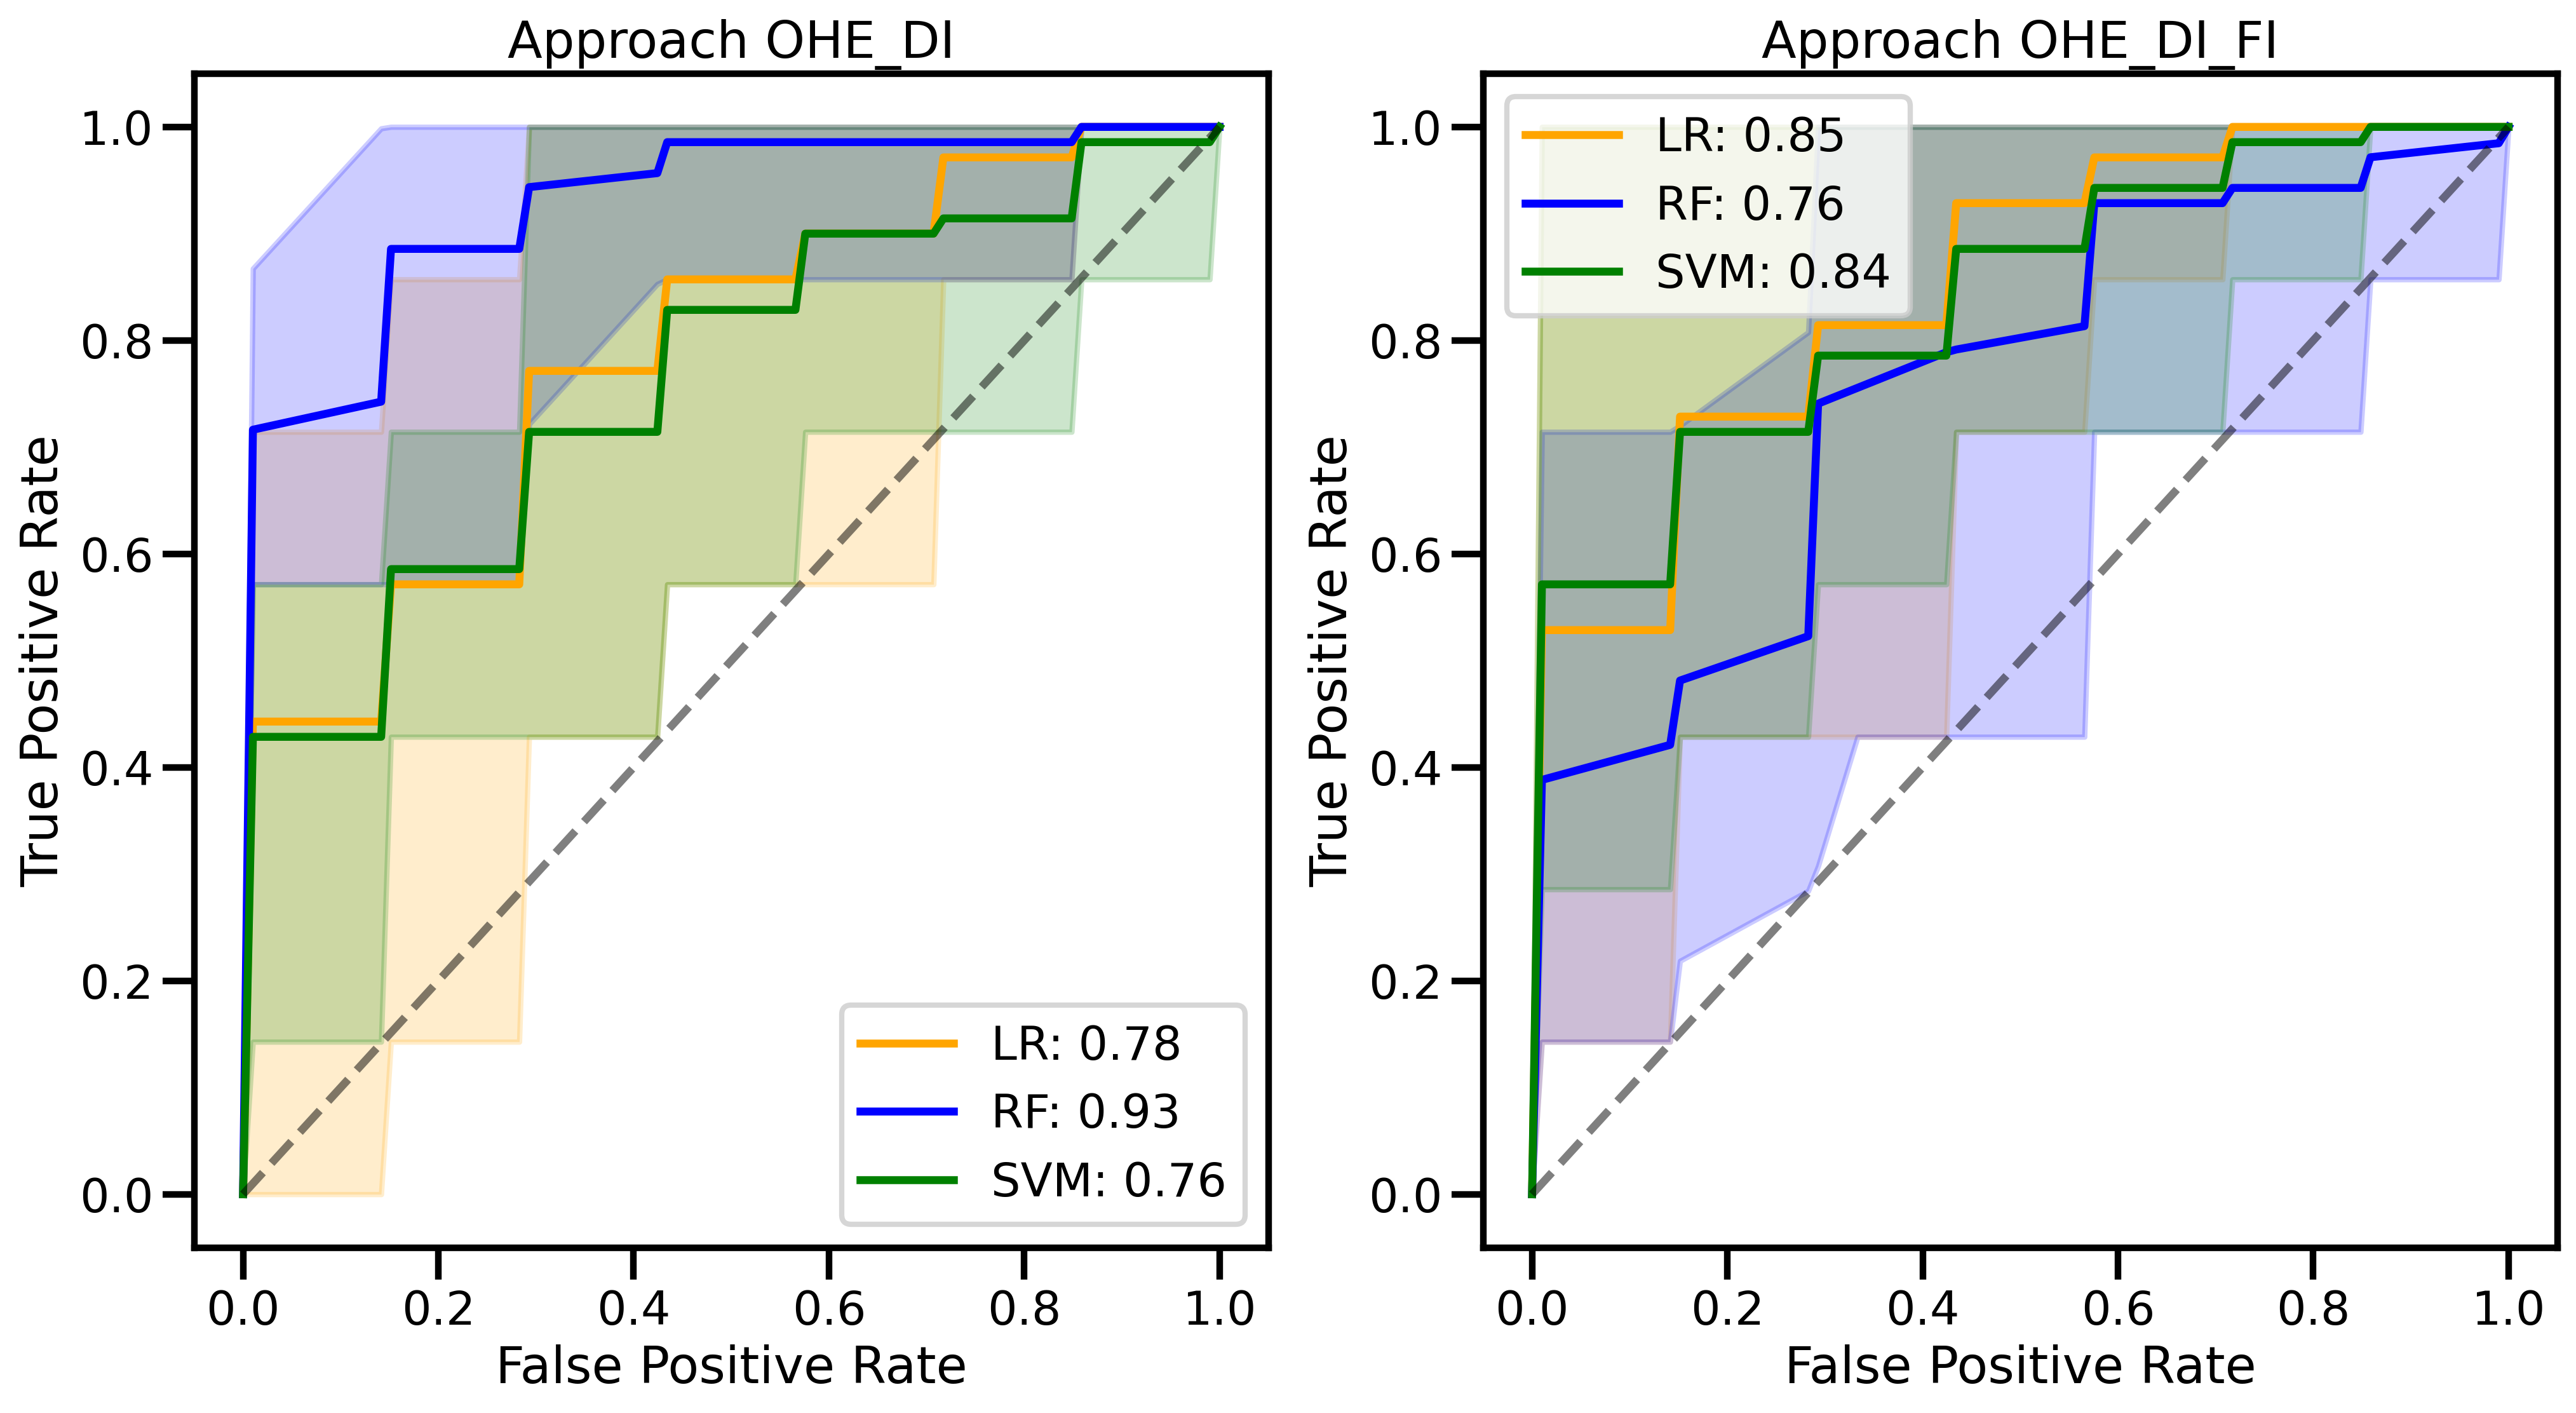 Approach OHE_DI
True Positive Rate
1.0
0.8
0.6
0.4
0.2
0.0
LR: 0.78
RF: 0.93
SVM: 0.76
0.0 0.2 0.4 0.6 0.8 1.0
False Positive Rate
Approach OHE_DI_FI
True Positive Rate
1.0
0.8
0.6
0.4
0.2
0.0
LR: 0.85
RF: 0.76
SVM: 0.84
0.0 0.2 0.4 0.6 0.8 1.0
False Positive Rate